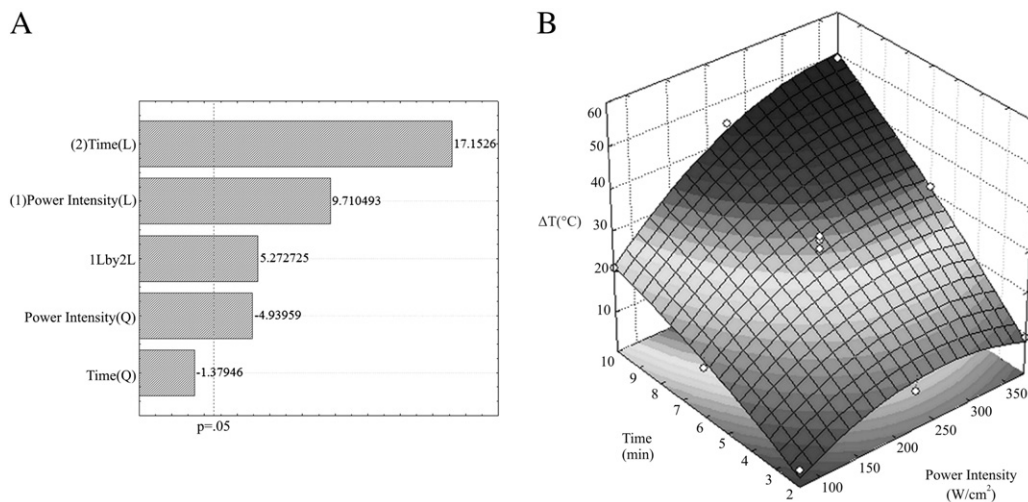 A
(2)Time(L)
17.1526
(1)Power Intensity(L)
9.710493
1Lby2L
5.272725
Power Intensity(Q)
-4.93959
Time(Q)
-1.37946
p=.05
B
60
50
40
ΔT(°C)
30
20
10
10
9
8
7
6
5
4
3
2
Time
(min)
100
150
200
250
300
350
Power Intensity
(W/cm²)